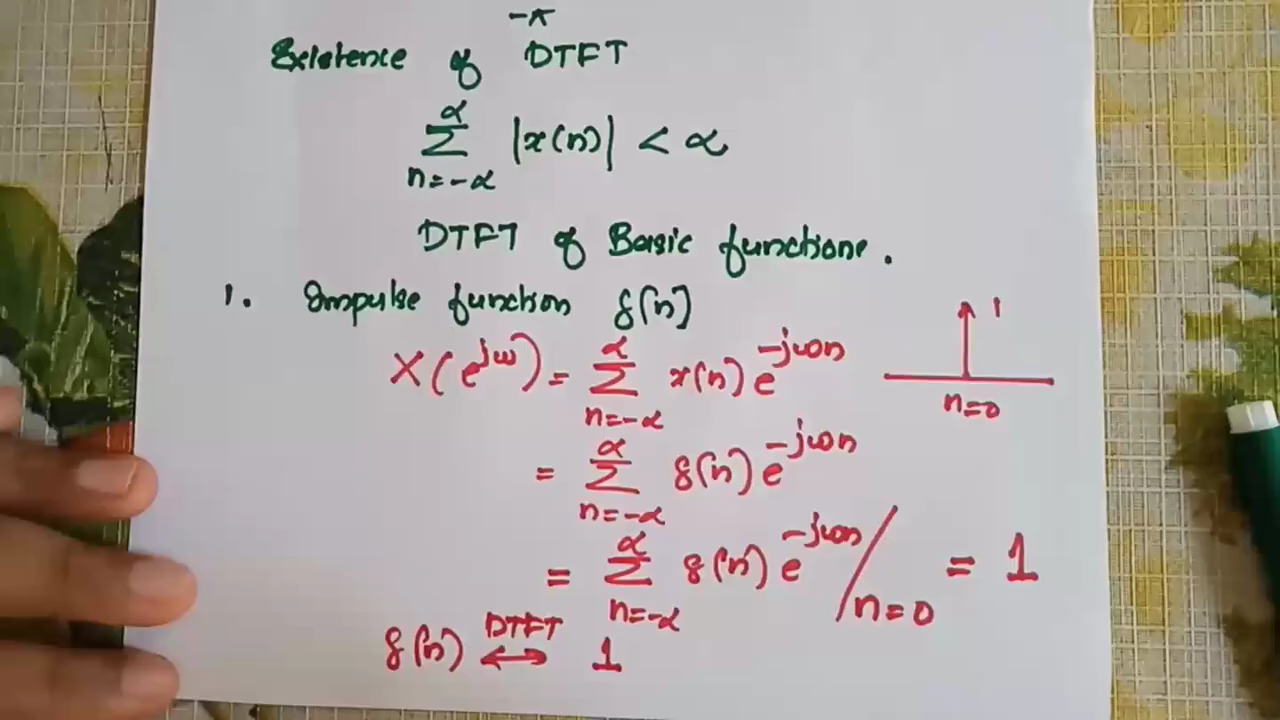 -π
Existence of DTFT
∑ |x(n)| < α
n=-α
α
DTFT of Basic functions.
1. Impulse function δ[n]
X(e^jω) = ∑_{n=-α}^{α} x(n) e^{-jωn}
1
n=0
= ∑_{n=-α}^{α} δ(n) e^{-jωn}
= ∑_{n=-α}^{α} δ(n) e^{-jωn} / n=0 = 1
δ(n) DTFT ↔ 1